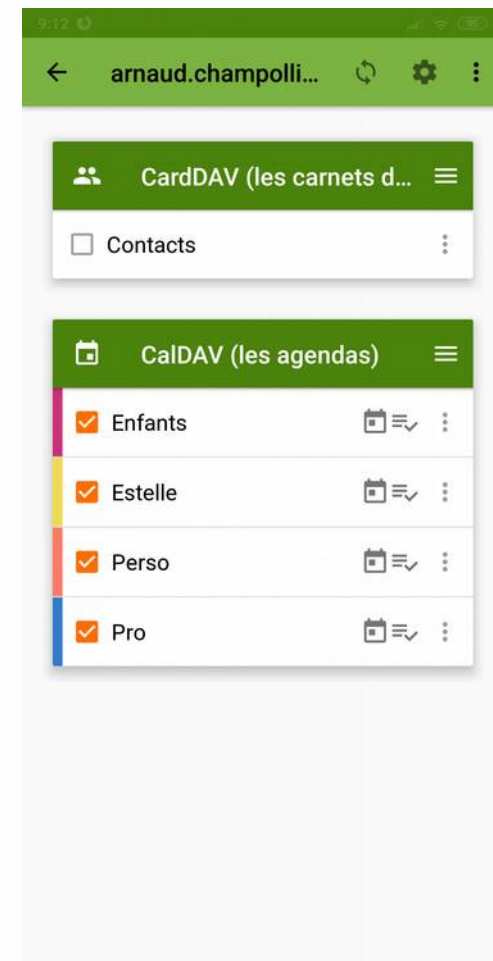 9:12
arnaud.champolli...
CardDAV (les carnets d...
Contacts
CalDAV (les agendas)
Enfants
Estelle
Perso
Pro